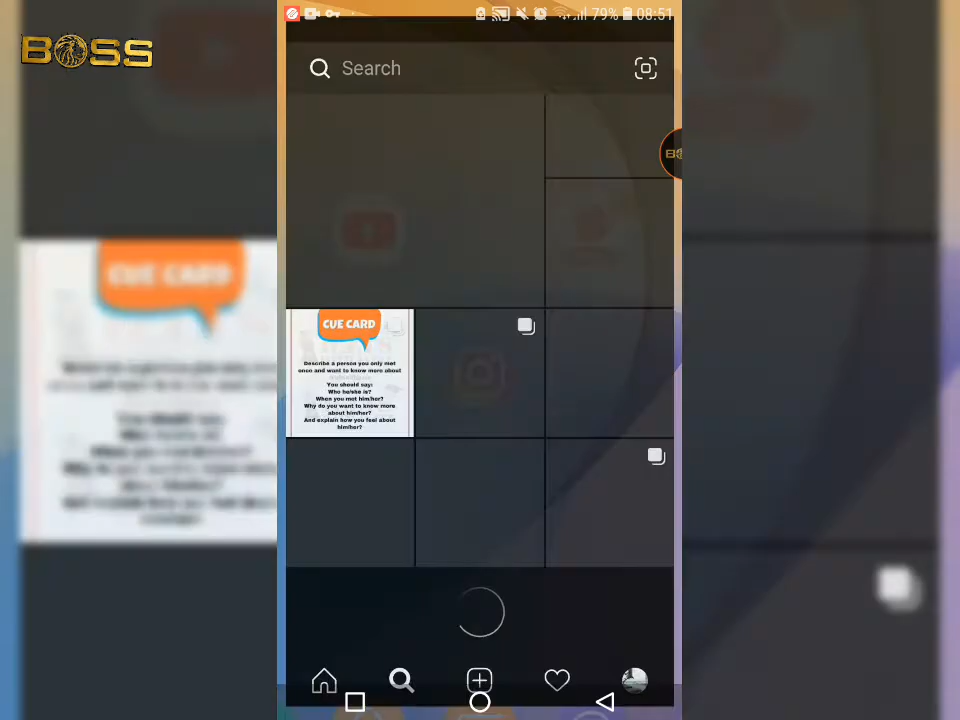 BOSS
79% 08:51
Search
CUE CARD
Describe a person you only met
once and want to know more about
You should say:
Who he/she is?
When you met him/her?
Why do you want to know more
about him/her?
And explain how you feel about
him/her?
CUE CARD